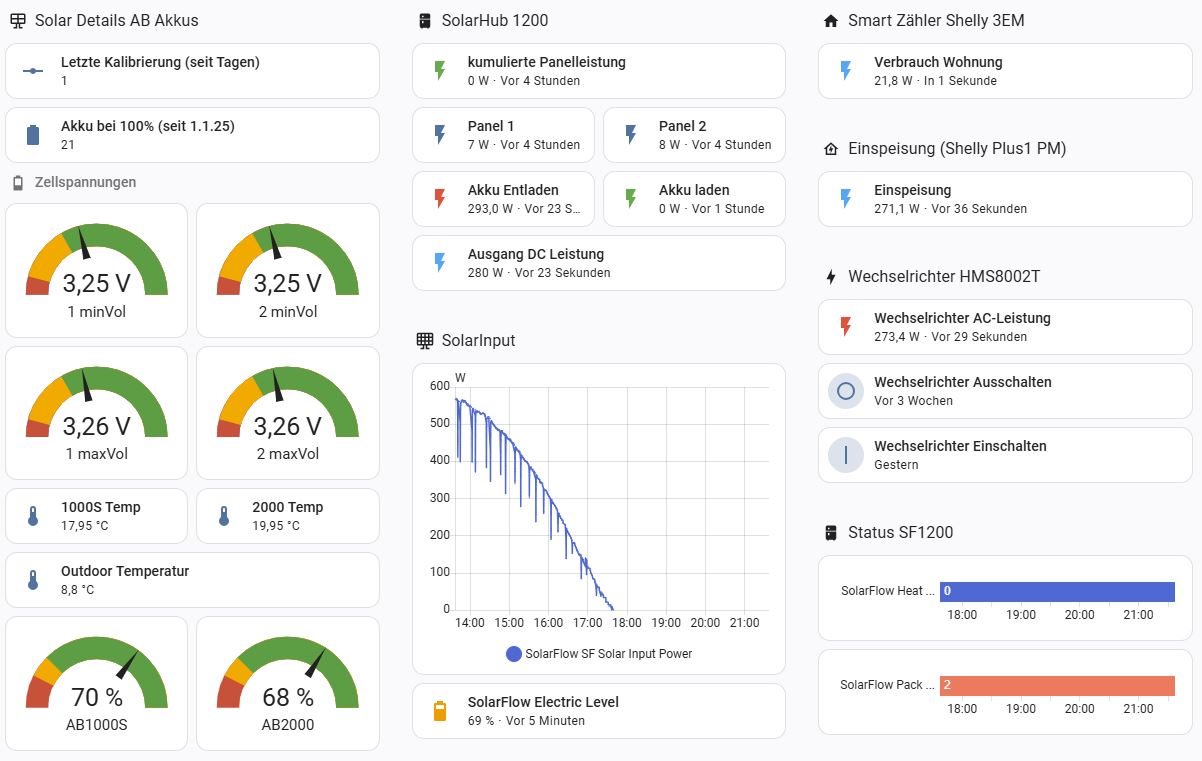 Solar Details AB Akkus
Letzte Kalibrierung (seit Tagen)
1
Akku bei 100% (seit 1.1.25)
21
Zellspannungen
3,25 V
1 minVol
3,25 V
2 minVol
3,26 V
1 maxVol
3,26 V
2 maxVol
1000S Temp
17,95 °C
2000 Temp
19,95 °C
Outdoor Temperatur
8,8 °C
70 %
AB1000S
68 %
AB2000
SolarHub 1200
kumulierte Panelleistung
0 W · Vor 4 Stunden
Panel 1
7 W · Vor 4 Stunden
Panel 2
8 W · Vor 4 Stunden
Akku Entladen
293,0 W · Vor 23 S…
Akku laden
0 W · Vor 1 Stunde
Ausgang DC Leistung
280 W · Vor 23 Sekunden
SolarInput
W
600
500
400
300
200
100
0
14:00 15:00 16:00 17:00 18:00 19:00 20:00 21:00
SolarFlow SF Solar Input Power
SolarFlow Electric Level
69 % · Vor 5 Minuten
Smart Zähler Shelly 3EM
Verbrauch Wohnung
21,8 W · In 1 Sekunde
Einspeisung (Shelly Plus1 PM)
Einspeisung
271,1 W · Vor 36 Sekunden
Wechselrichter HMS8002T
Wechselrichter AC-Leistung
273,4 W · Vor 29 Sekunden
Wechselrichter Ausschalten
Vor 3 Wochen
Wechselrichter Einschalten
Gestern
Status SF1200
SolarFlow Heat ... 0
18:00 19:00 20:00 21:00
SolarFlow Pack ... 2
18:00 19:00 20:00 21:00